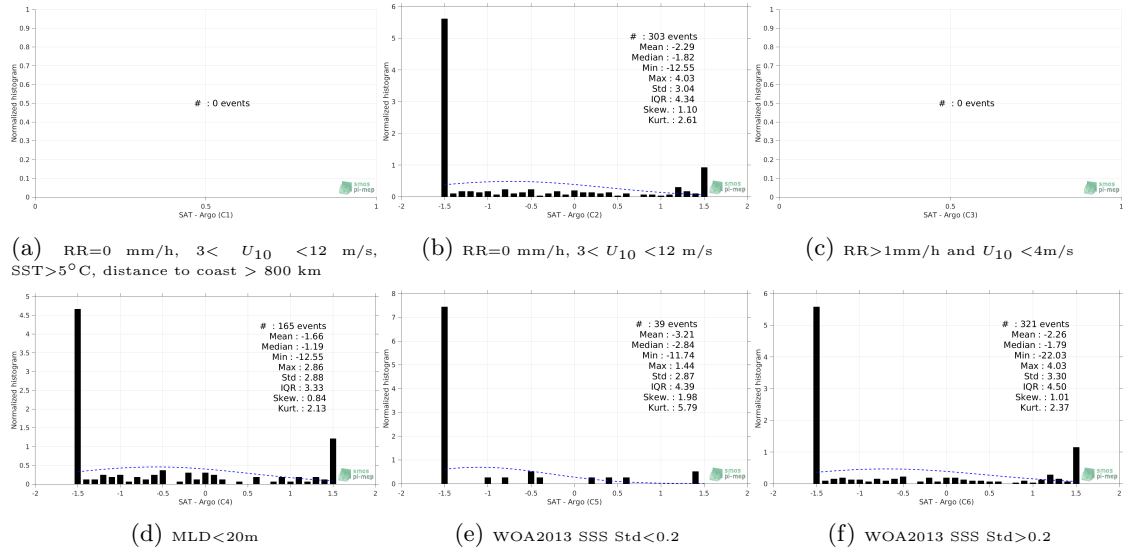 1
0.9
0.8
0.7
0.6
0.5
0.4
0.3
0.2
0.1
0
Normalized histogram
# : 0 events
smos
pi-mep
0 0.5 1
SAT - Argo (C1)
(a) RR=0 mm/h, 3< U10 <12 m/s,
SST>5°C, distance to coast > 800 km
6
5
4
3
2
1
0
Normalized histogram
# : 303 events
Mean : -2.29
Median : -1.82
Min : -12.55
Max : 4.03
Std : 3.04
IQR : 4.34
Skew. : 1.10
Kurt. : 2.61
smos
pi-mep
-2 -1.5 -1 -0.5 0 0.5 1 1.5 2
SAT - Argo (C2)
(b) RR=0 mm/h, 3< U10 <12 m/s
1
0.9
0.8
0.7
0.6
0.5
0.4
0.3
0.2
0.1
0
Normalized histogram
# : 0 events
smos
pi-mep
0 0.5 1
SAT - Argo (C3)
(c) RR>1mm/h and U10 <4m/s
5
4.5
4
3.5
3
2.5
2
1.5
1
0.5
0
Normalized histogram
# : 165 events
Mean : -1.66
Median : -1.19
Min : -12.55
Max : 2.86
Std : 2.88
IQR : 3.33
Skew. : 0.84
Kurt. : 2.13
smos
pi-mep
-2 -1.5 -1 -0.5 0 0.5 1 1.5 2
SAT - Argo (C4)
(d) MLD<20m
8
7
6
5
4
3
2
1
0
Normalized histogram
# : 39 events
Mean : -3.21
Median : -2.84
Min : -11.74
Max : 1.44
Std : 2.87
IQR : 4.39
Skew. : 1.98
Kurt. : 5.79
smos
pi-mep
-2 -1.5 -1 -0.5 0 0.5 1 1.5 2
SAT - Argo (C5)
(e) WOA2013 SSS Std<0.2
6
5
4
3
2
1
0
Normalized histogram
# : 321 events
Mean : -2.26
Median : -1.79
Min : -22.03
Max : 4.03
Std : 3.30
IQR : 4.50
Skew. : 1.01
Kurt. : 2.37
smos
pi-mep
-2 -1.5 -1 -0.5 0 0.5 1 1.5 2
SAT - Argo (C6)
(f) WOA2013 SSS Std>0.2